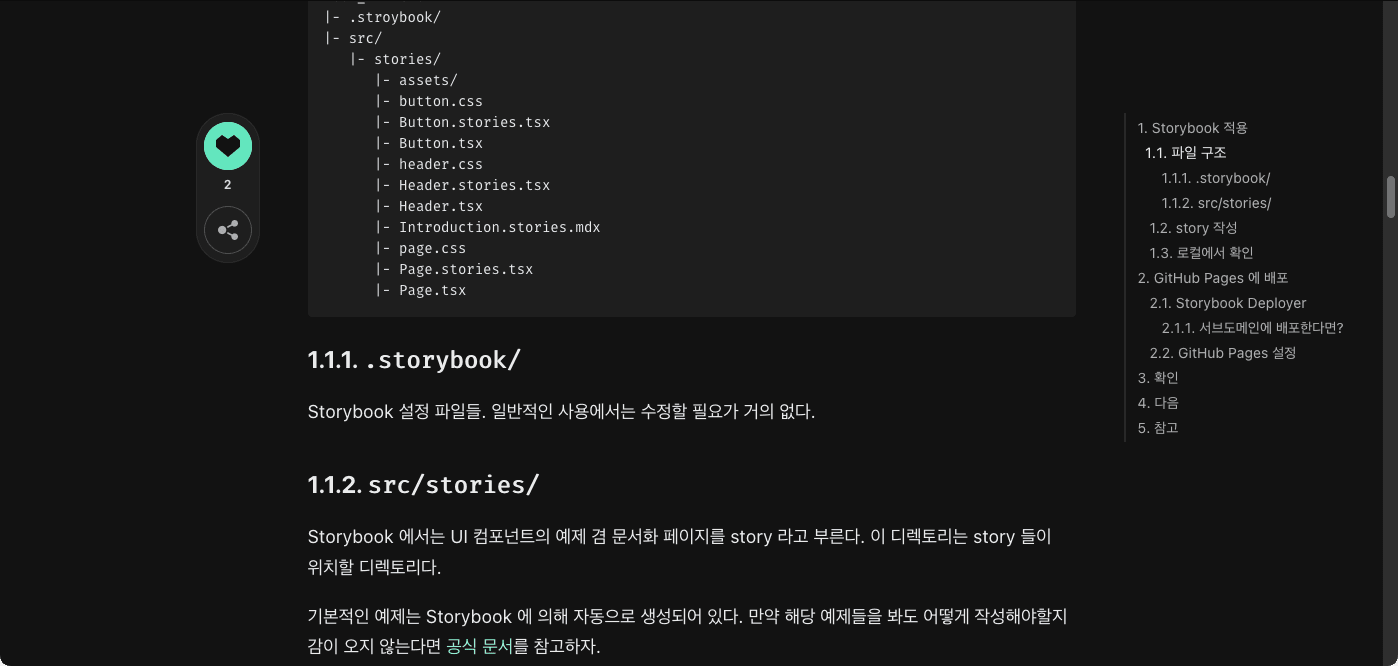 |- .stroybook/
|- src/
   |- stories/
      |- assets/
      |- button.css
      |- Button.stories.tsx
      |- Button.tsx
      |- header.css
      |- Header.stories.tsx
      |- Header.tsx
      |- Introduction.stories.mdx
      |- page.css
      |- Page.stories.tsx
      |- Page.tsx
2
1.1.1. .storybook/
Storybook 설정 파일들. 일반적인 사용에서는 수정할 필요가 거의 없다.
1.1.2. src/stories/
Storybook 에서는 UI 컴포넌트의 예제 겸 문서화 페이지를 story 라고 부른다. 이 디렉토리는 story 들이
위치할 디렉토리다.
기본적인 예제는 Storybook 에 의해 자동으로 생성되어 있다. 만약 해당 예제들을 봐도 어떻게 작성해야할지
감이 오지 않는다면 공식 문서를 참고하자.
1. Storybook 적용
1.1. 파일 구조
1.1.1. .storybook/
1.1.2. src/stories/
1.2. story 작성
1.3. 로컬에서 확인
2. GitHub Pages 에 배포
2.1. Storybook Deployer
2.1.1. 서브도메인에 배포한다면?
2.2. GitHub Pages 설정
3. 확인
4. 다음
5. 참고